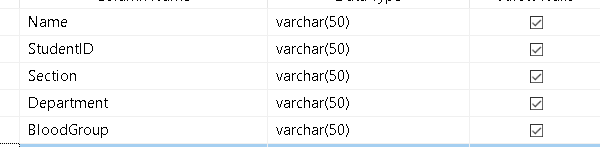 Name varchar(50)
StudentID varchar(50)
Section varchar(50)
Department varchar(50)
BloodGroup varchar(50)